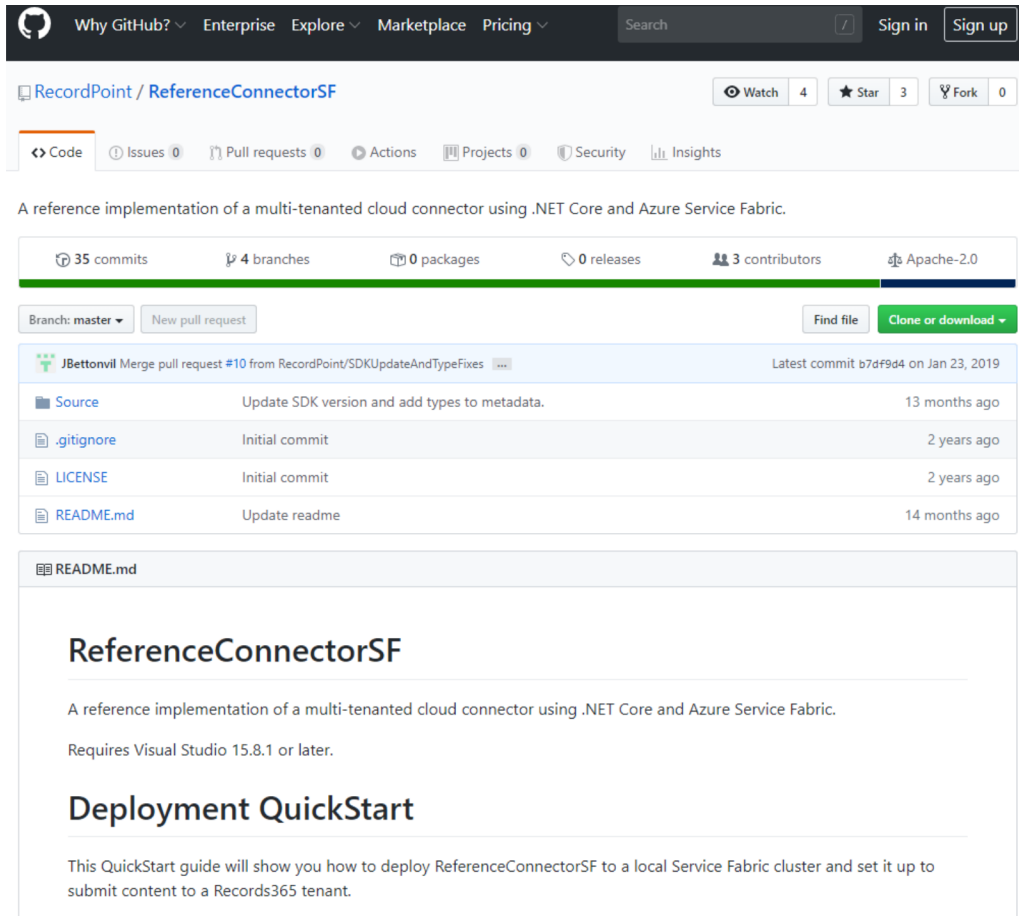 Why GitHub? Enterprise Explore Marketplace Pricing Search / Sign in Sign up
RecordPoint / ReferenceConnectorSF Watch 4 Star 3 Fork 0
Code Issues 0 Pull requests 0 Actions Projects 0 Security Insights
A reference implementation of a multi-tenanted cloud connector using .NET Core and Azure Service Fabric.
35 commits 4 branches 0 packages 0 releases 3 contributors Apache-2.0
Branch: master New pull request Find file Clone or download
JBettonvil Merge pull request #10 from RecordPoint/SDKUpdateAndTypeFixes ... Latest commit b7df9d4 on Jan 23, 2019
Source Update SDK version and add types to metadata. 13 months ago
.gitignore Initial commit 2 years ago
LICENSE Initial commit 2 years ago
README.md Update readme 14 months ago
README.md
ReferenceConnectorSF
A reference implementation of a multi-tenanted cloud connector using .NET Core and Azure Service Fabric.
Requires Visual Studio 15.8.1 or later.
Deployment QuickStart
This QuickStart guide will show you how to deploy ReferenceConnectorSF to a local Service Fabric cluster and set it up to
submit content to a Records365 tenant.